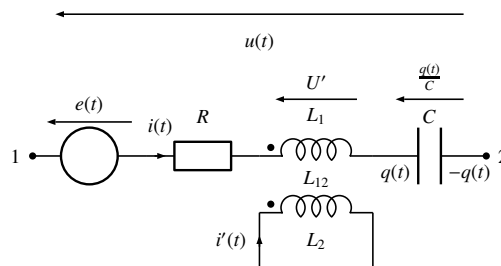 u(t)
e(t)
i(t)
R
U′
L₁
q(t)/C
C
1
2
q(t)
−q(t)
L₁₂
i′(t)
L₂